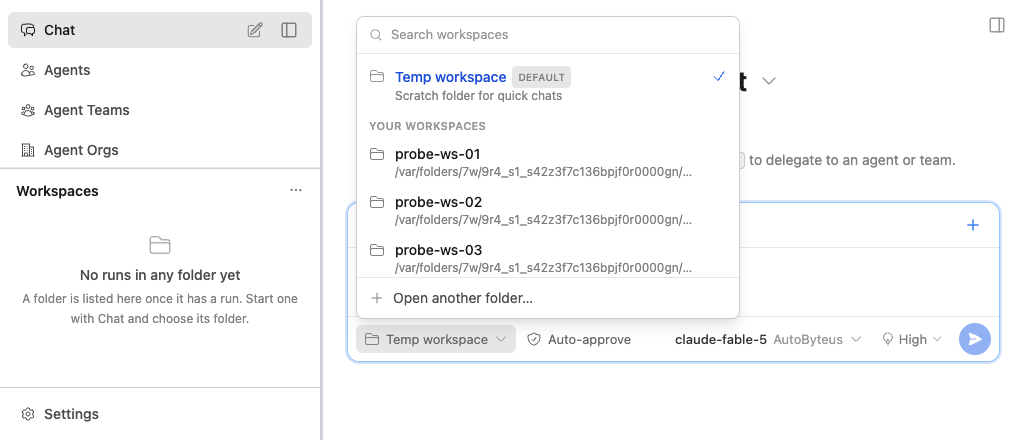 Chat
Agents
Agent Teams
Agent Orgs
Workspaces
No runs in any folder yet
A folder is listed here once it has a run. Start one
with Chat and choose its folder.
Settings
Search workspaces
Temp workspace DEFAULT
Scratch folder for quick chats
YOUR WORKSPACES
probe-ws-01
/var/folders/7w/9r4_s1_s42z3f7c136bpjf0r0000gn/...
probe-ws-02
/var/folders/7w/9r4_s1_s42z3f7c136bpjf0r0000gn/...
probe-ws-03
/var/folders/7w/9r4_s1_s42z3f7c136bpjf0r0000gn/...
Open another folder...
to delegate to an agent or team.
Temp workspace Auto-approve claude-fable-5 AutoByteus High